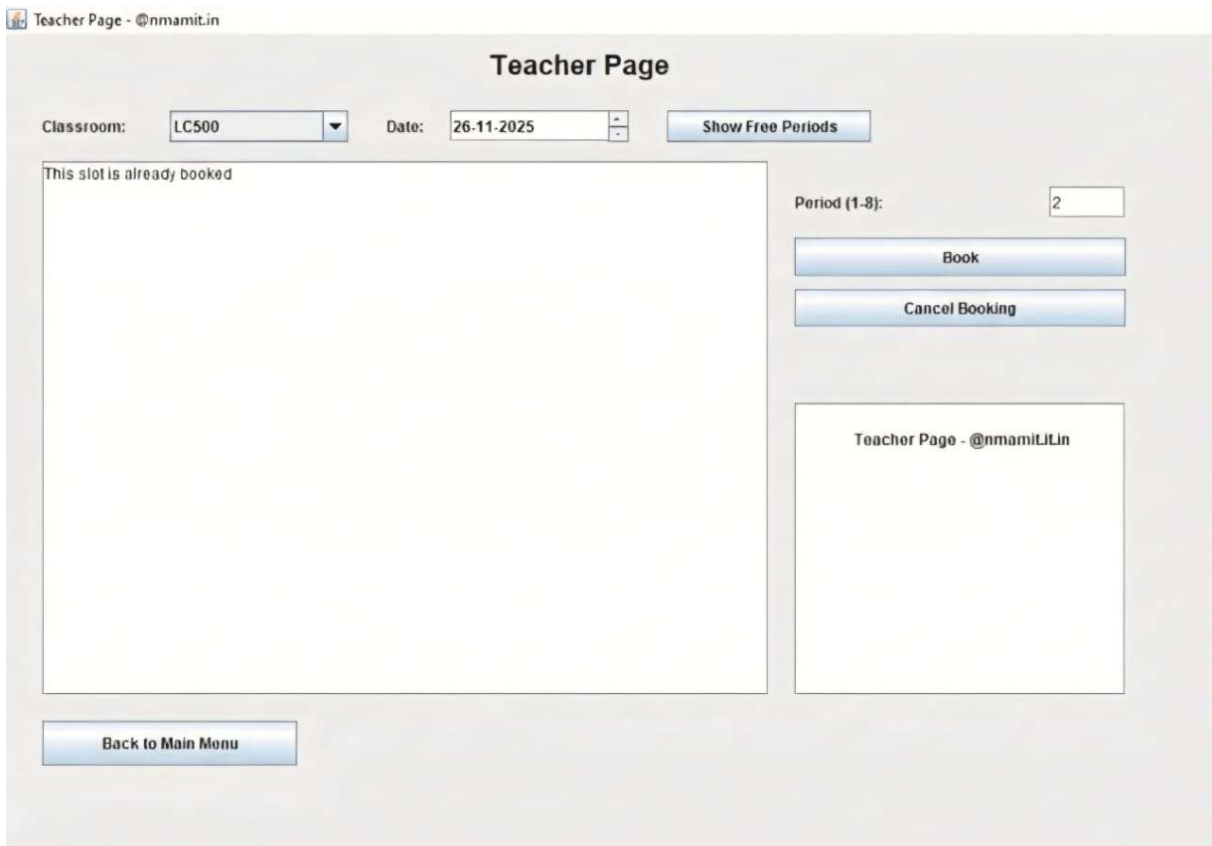 Teacher Page - @nmamit.in
Teacher Page
Classroom: LC500 Date: 26-11-2025 Show Free Periods
This slot is already booked
Period (1-8): 2
Book
Cancel Booking
Teacher Page - @nmamit.it.in
Back to Main Menu